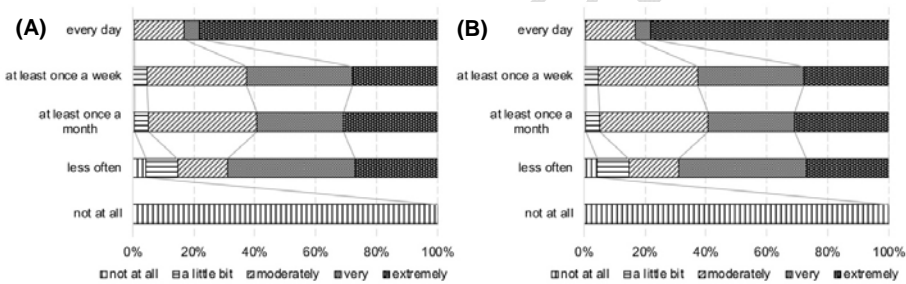 (A)
every day
at least once a week
at least once a
month
less often
not at all
0% 20% 40% 60% 80% 100%
not at all a little bit moderately very extremely
(B)
every day
at least once a week
at least once a
month
less often
not at all
0% 20% 40% 60% 80% 100%
not at all a little bit moderately very extremely